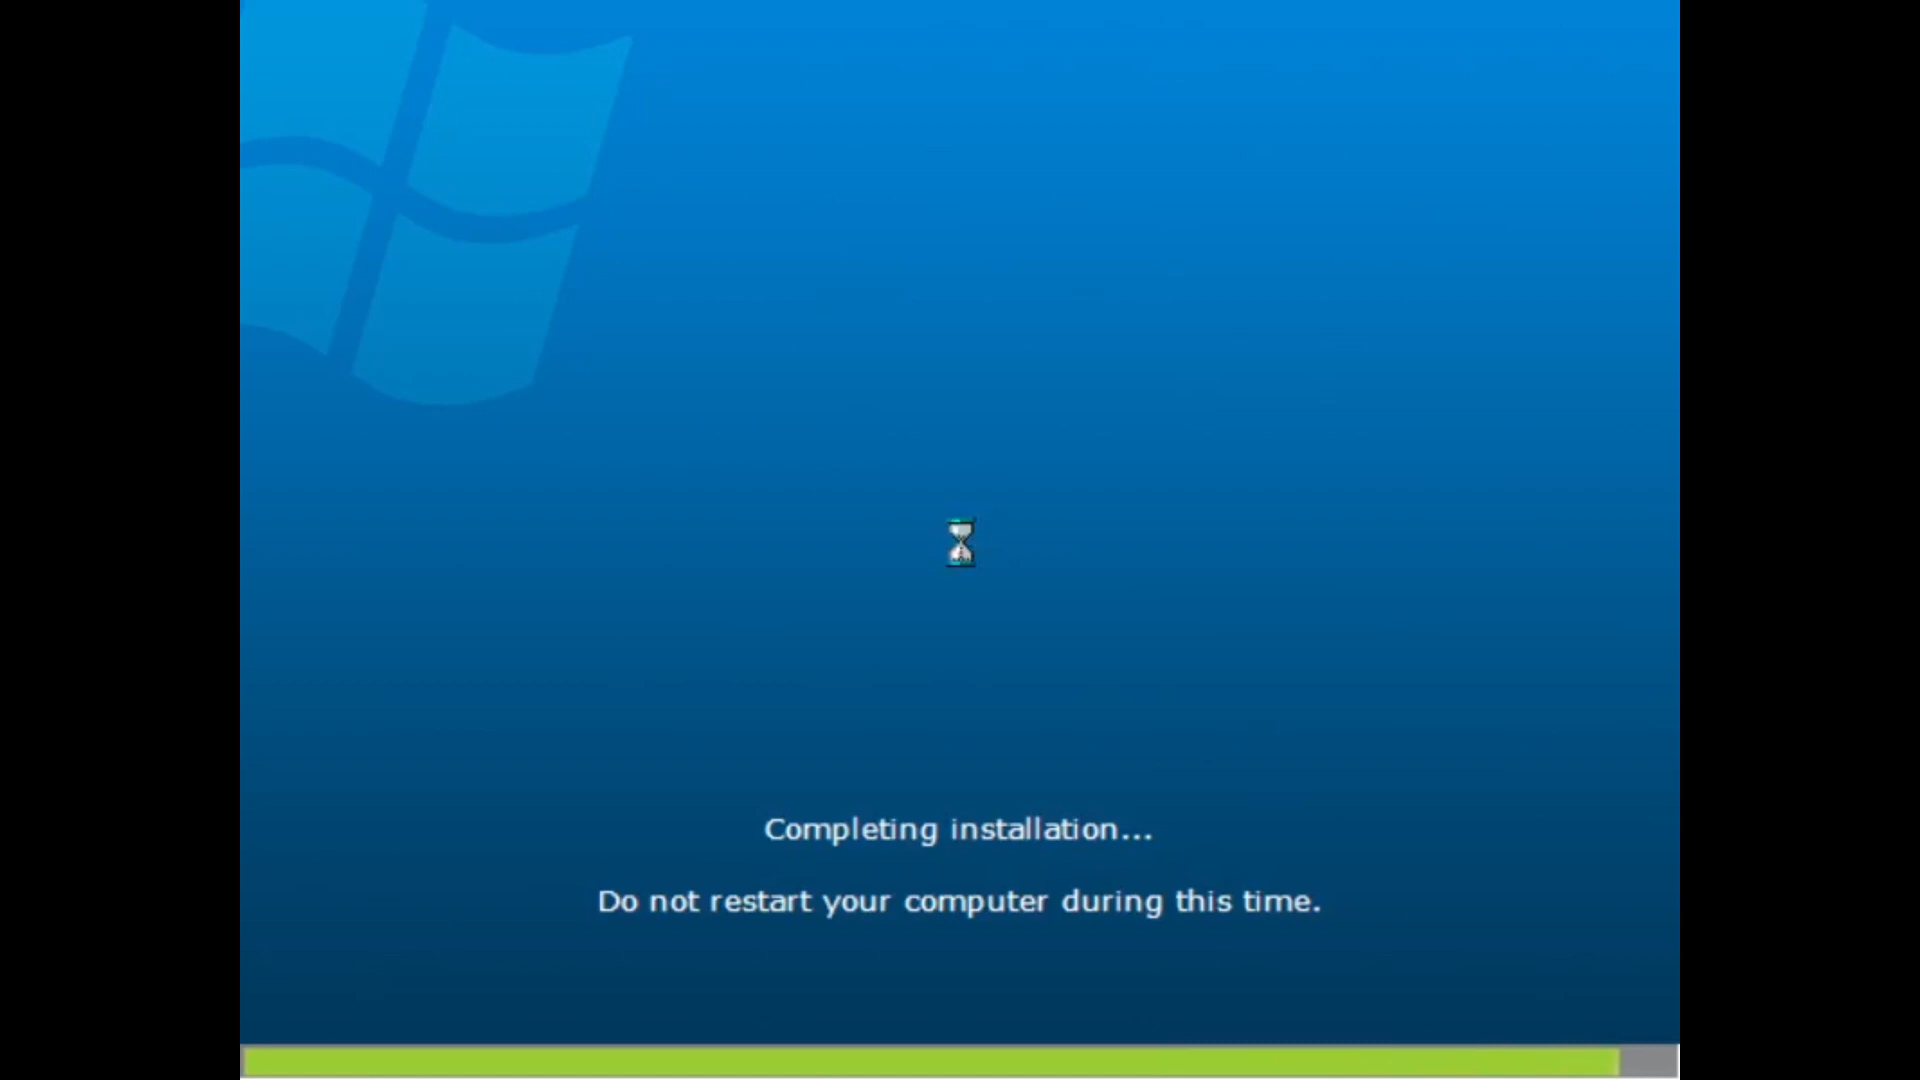 Completing installation...
Do not restart your computer during this time.